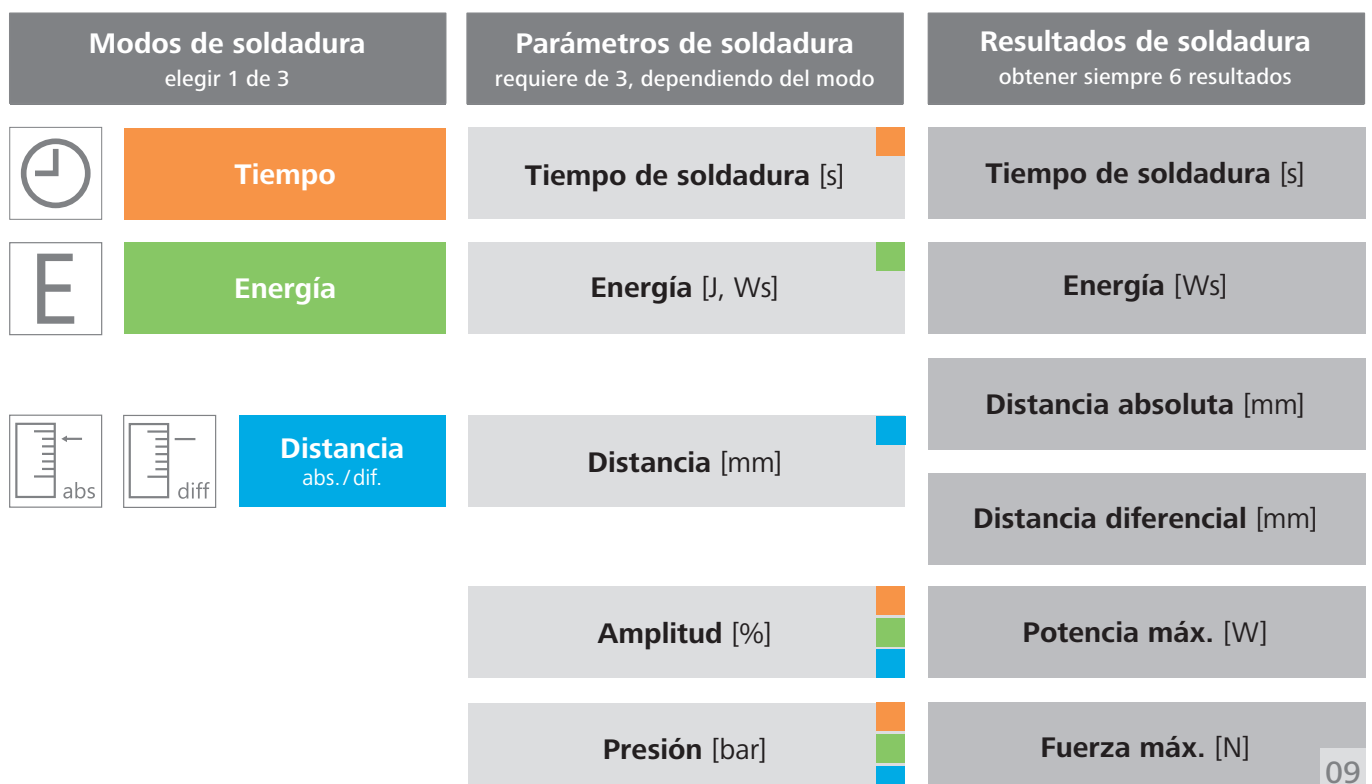 Modos de soldadura
elegir 1 de 3
Parámetros de soldadura
requiere de 3, dependiendo del modo
Resultados de soldadura
obtener siempre 6 resultados
Tiempo
Tiempo de soldadura [s]
Tiempo de soldadura [s]
E
Energía
Energía [J, Ws]
Energía [Ws]
Distancia absoluta [mm]
abs
diff
Distancia
abs./dif.
Distancia [mm]
Distancia diferencial [mm]
Amplitud [%]
Potencia máx. [W]
Presión [bar]
Fuerza máx. [N]
09